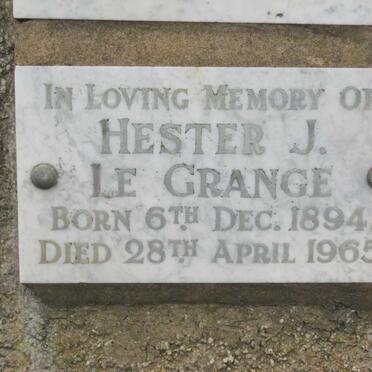 IN LOVING MEMORY OF
HESTER J.
LE GRANGE
BORN 6TH DEC. 1894.
DIED 28TH APRIL 1965